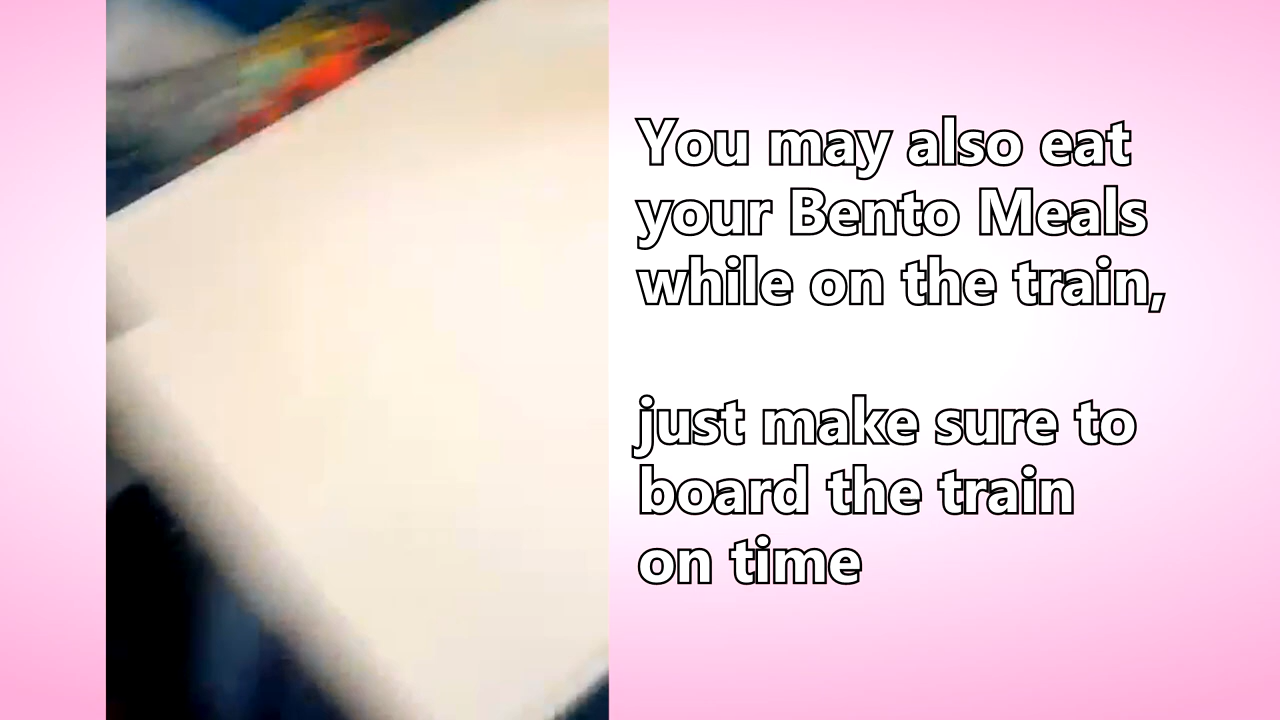 You may also eat
your Bento Meals
while on the train,
just make sure to
board the train
on time